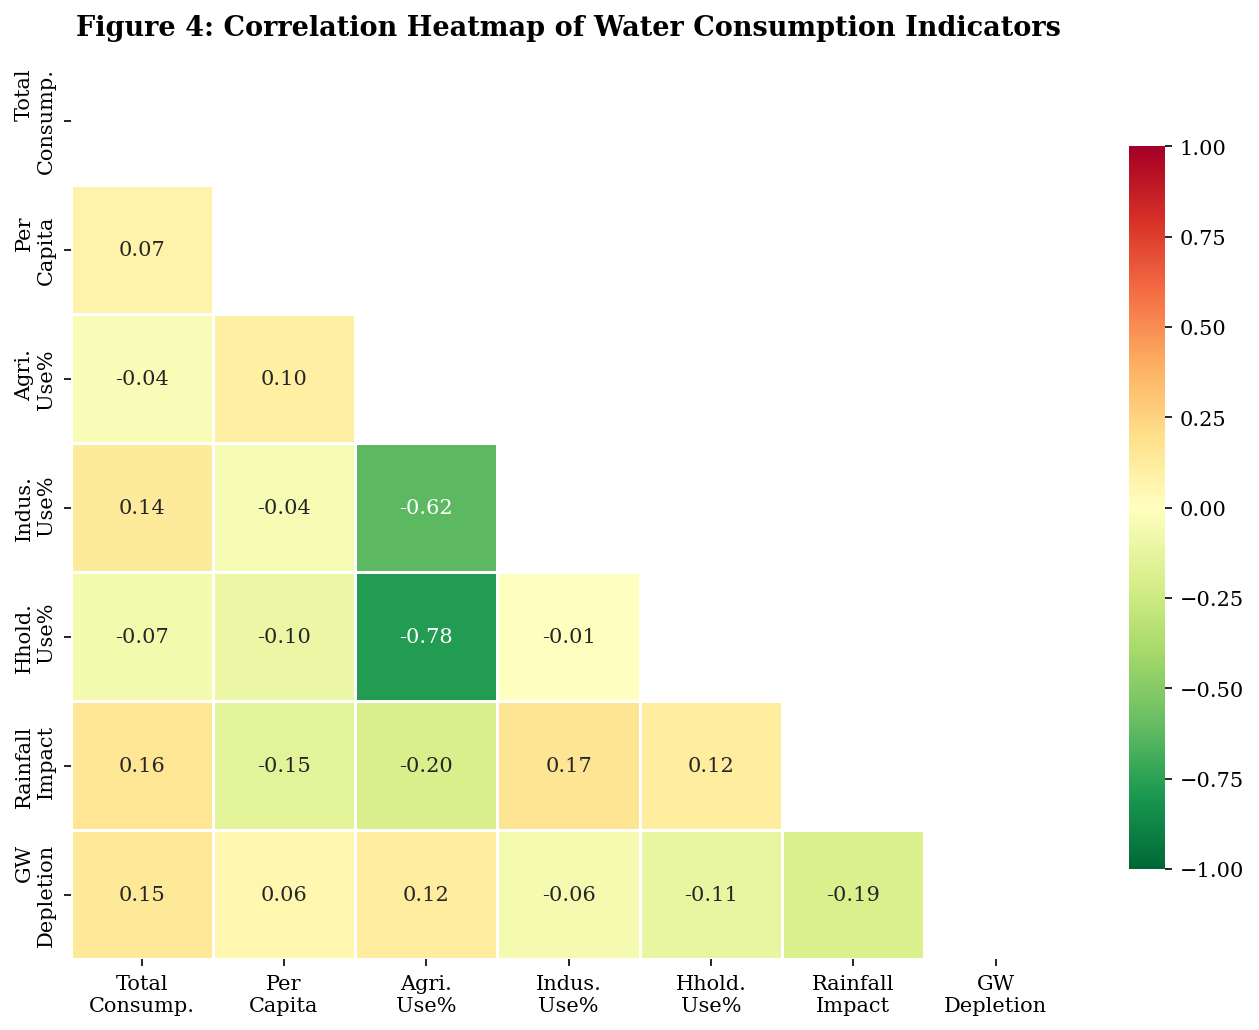 Figure 4: Correlation Heatmap of Water Consumption Indicators
Total
Consump.
Per
Capita
0.07
Agri.
Use%
-0.04 0.10
Indus.
Use%
0.14 -0.04 -0.62
Hhold.
Use%
-0.07 -0.10 -0.78 -0.01
Rainfall
Impact
0.16 -0.15 -0.20 0.17 0.12
GW
Depletion
0.15 0.06 0.12 -0.06 -0.11 -0.19
Total
Consump.
Per
Capita
Agri.
Use%
Indus.
Use%
Hhold.
Use%
Rainfall
Impact
GW
Depletion
1.00
0.75
0.50
0.25
0.00
−0.25
−0.50
−0.75
−1.00